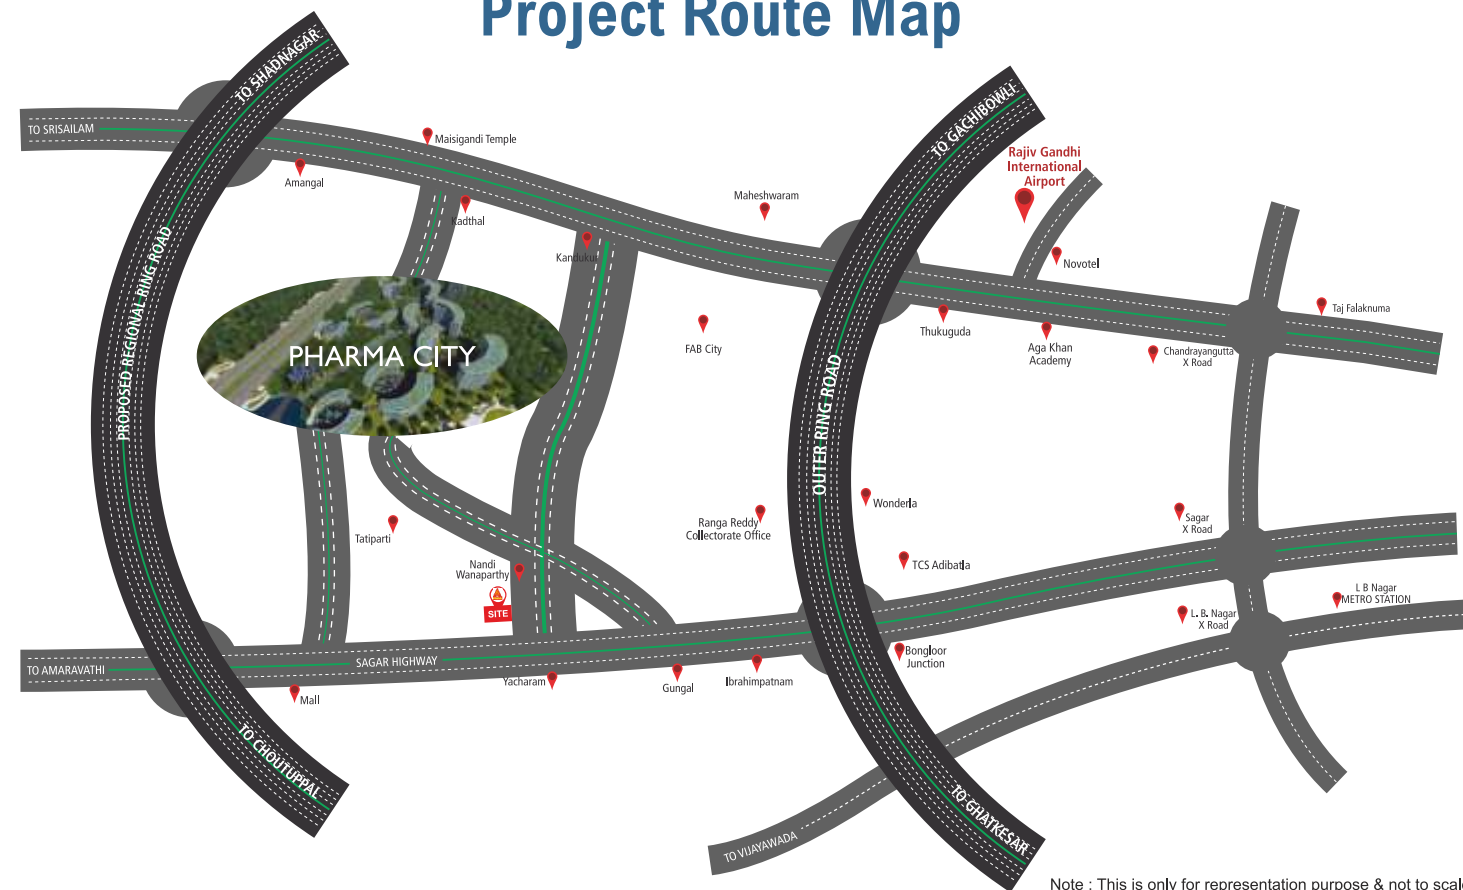 Project Route Map
TO SHADNAGAR
TO SRISAILAM
Maisigandi Temple
Amangal
Kadthal
Kandukur
Maheshwaram
TO GACHIBOWLI
Rajiv Gandhi
International
Airport
Novotel
Taj Falaknuma
Thukuguda
Aga Khan
Academy
Chandrayangutta
X Road
FAB City
PHARMA CITY
PROPOSED REGIONAL RING ROAD
OUTER RING ROAD
Wonderla
Ranga Reddy
Collectorate Office
Sagar
X Road
Tatiparti
Nandi
Wanaparthy
SITE
TCS Adibatla
L B Nagar
METRO STATION
L. B. Nagar
X Road
Bongloor
Junction
TO AMARAVATHI
SAGAR HIGHWAY
Mall
Yacharam
Gungal
Ibrahimpatnam
TO CHOUTUPPAL
TO VIJAYAWADA
TO GHATKESAR
Note : This is only for representation purpose & not to scale